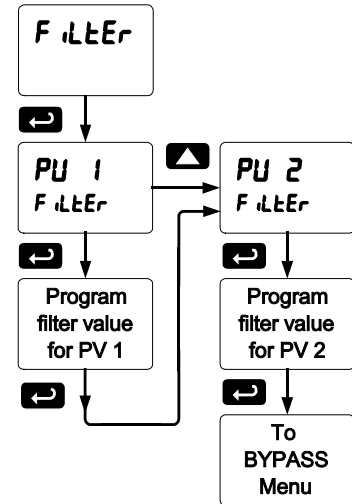 FiLtEr
PV 1
FiLtEr
PV 2
FiLtEr
Program
filter value
for PV 1
Program
filter value
for PV 2
To
BYPASS
Menu